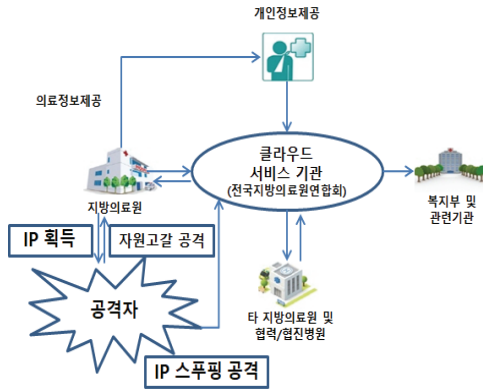 개인정보제공
의료정보제공
클라우드
서비스 기관
(전국지방의료원연합회)
지방의료원
복지부 및
관련기관
IP 획득
자원고갈 공격
공격자
타 지방의료원 및
협력/협진병원
IP 스푸핑 공격